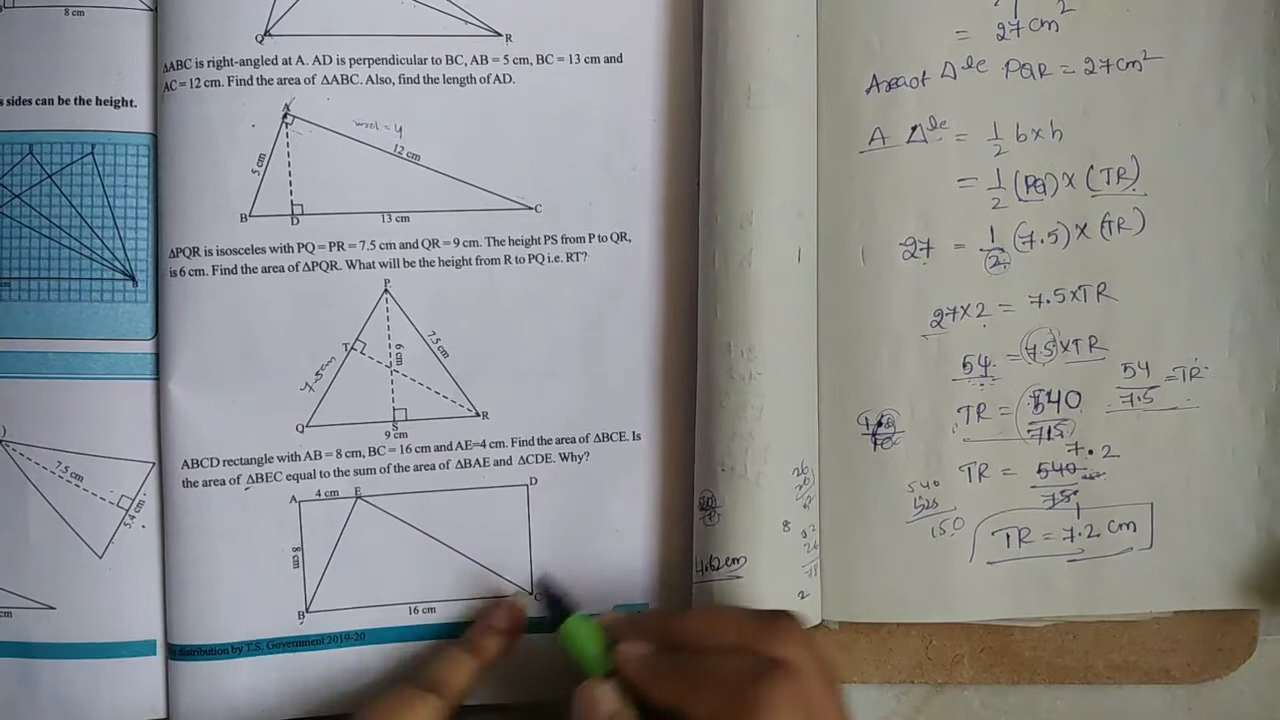 8 cm
Q
R
ΔABC is right-angled at A. AD is perpendicular to BC, AB = 5 cm, BC = 13 cm and
AC = 12 cm. Find the area of ΔABC. Also, find the length of AD.
s sides can be the height.
A
5 cm
12 cm
B
D
13 cm
C
ΔPQR is isosceles with PQ = PR = 7.5 cm and QR = 9 cm. The height PS from P to QR,
is 6 cm. Find the area of ΔPQR. What will be the height from R to PQ i.e. RT?
P
T
6 cm
7.5 cm
7.5 cm
Q
S
R
9 cm
7.5 cm
5.4 cm
cm
ABCD rectangle with AB = 8 cm, BC = 16 cm and AE=4 cm. Find the area of ΔBCE. Is
the area of ΔBEC equal to the sum of the area of ΔBAE and ΔCDE. Why?
A
4 cm
E
D
8 cm
B
16 cm
C
distribution by T.S. Government 2019-20
= 27 cm²
Area of Δle PQR = 27 cm²
A Δle = 1/2 b x h
= 1/2 (PQ) x (TR)
27 = 1/2 (7.5) x (TR)
27 x 2 = 7.5 x TR
54 = 7.5 x TR
54/7.5 = TR
TR = 540/75
7.2
TR = 540/75
540
525
150
TR = 7.2 cm
4.62 cm